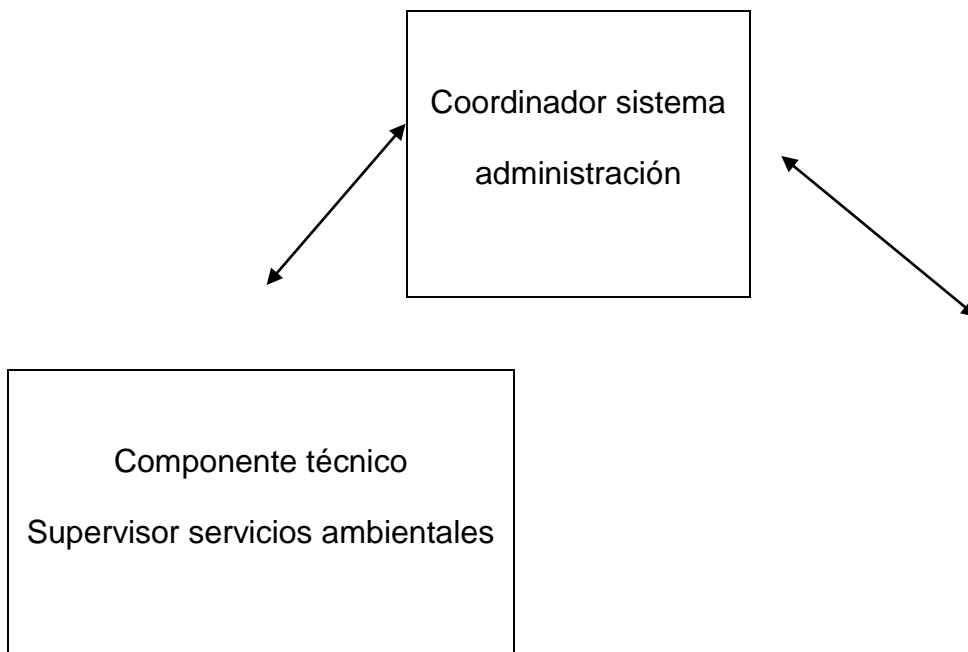 Coordinador sistema
administración
Componente técnico
Supervisor servicios ambientales